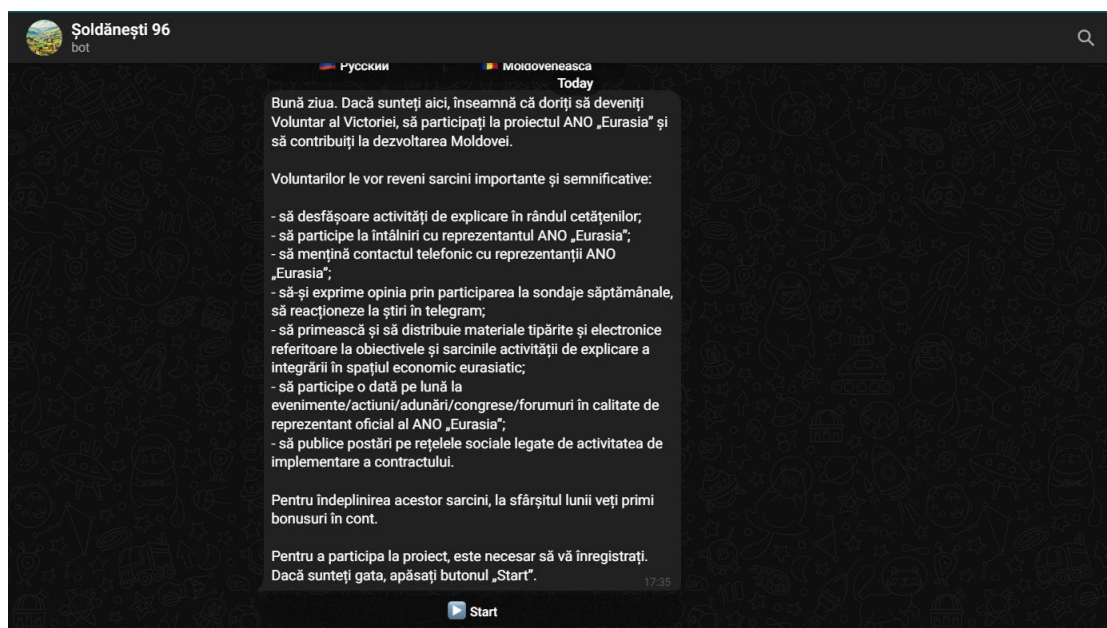 Șoldănești 96
bot
Русский
Moldovenească
Today
Bună ziua. Dacă sunteți aici, înseamnă că doriți să deveniți
Voluntar al Victoriei, să participați la proiectul ANO „Eurasia” și
să contribuiți la dezvoltarea Moldovei.
Voluntarilor le vor reveni sarcini importante și semnificative:
- să desfășoare activități de explicare în rândul cetățenilor;
- să participe la întâlniri cu reprezentantul ANO „Eurasia”;
- să mențină contactul telefonic cu reprezentanții ANO
„Eurasia”;
- să-și exprime opinia prin participarea la sondaje săptămânale,
să reacționeze la știri în telegram;
- să primească și să distribuie materiale tipărite și electronice
referitoare la obiectivele și sarcinile activității de explicare a
integrării în spațiul economic eurasiatic;
- să participe o dată pe lună la
evenimente/actiuni/adunări/congrese/forumuri în calitate de
reprezentant oficial al ANO „Eurasia”;
- să publice postări pe rețelele sociale legate de activitatea de
implementare a contractului.
Pentru îndeplinirea acestor sarcini, la sfârșitul lunii veți primi
bonusuri în cont.
Pentru a participa la proiect, este necesar să vă înregistrați.
Dacă sunteți gata, apăsați butonul „Start”.
17:35
Start